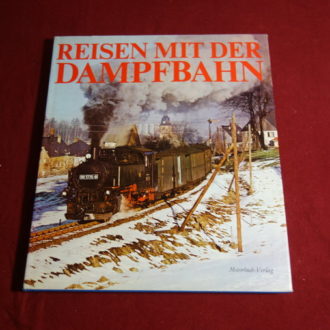 REISEN MIT DER
DAMPFBAHN
Motorbuch-Verlag